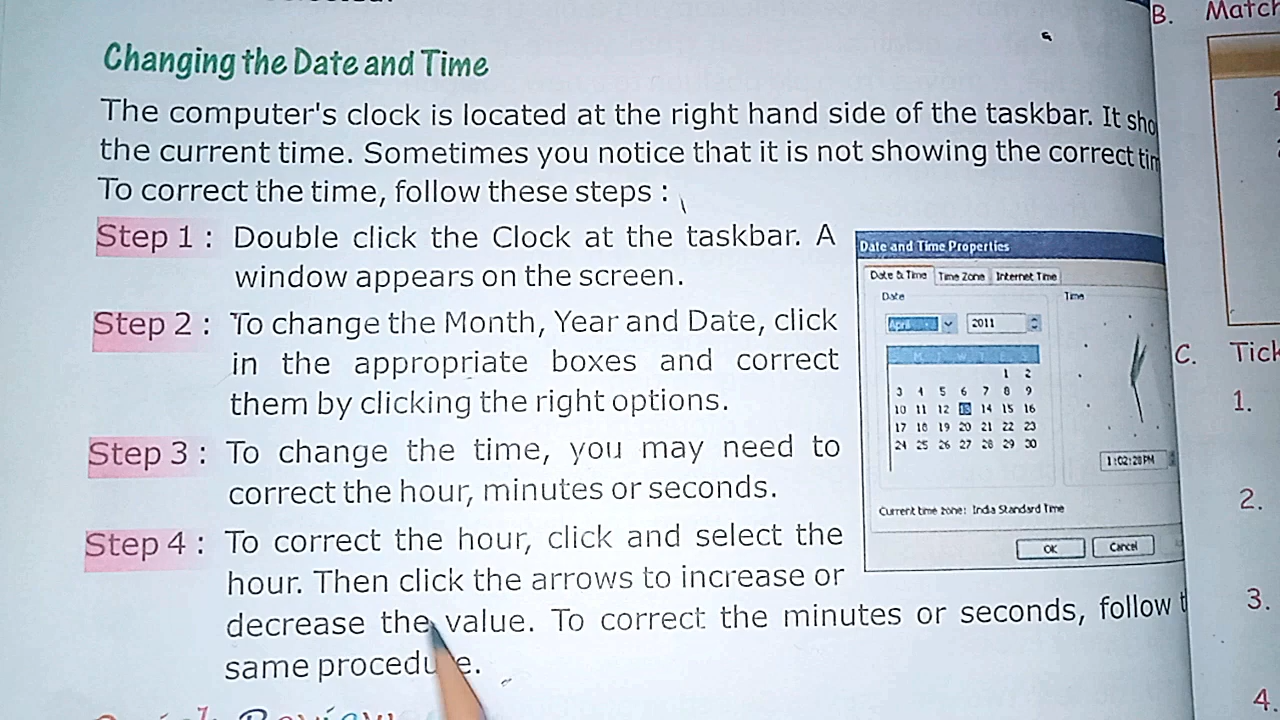 B. Match
Changing the Date and Time
The computer's clock is located at the right hand side of the taskbar. It sho
the current time. Sometimes you notice that it is not showing the correct tim
To correct the time, follow these steps :
Step 1 : Double click the Clock at the taskbar. A
window appears on the screen.
Step 2 : To change the Month, Year and Date, click
in the appropriate boxes and correct
them by clicking the right options.
Step 3 : To change the time, you may need to
correct the hour, minutes or seconds.
Step 4 : To correct the hour, click and select the
hour. Then click the arrows to increase or
decrease the value. To correct the minutes or seconds, follow t
same procedure.
Date and Time Properties
Date & Time Time Zone Internet Time
Date Time
April 2011
M T W T F S
1 2
3 4 5 6 7 8 9
10 11 12 13 14 15 16
17 18 19 20 21 22 23
24 25 26 27 28 29 30
1:02:28 PM
Current time zone: India Standard Time
OK Cancel
C. Tick
1.
2.
3.
4.